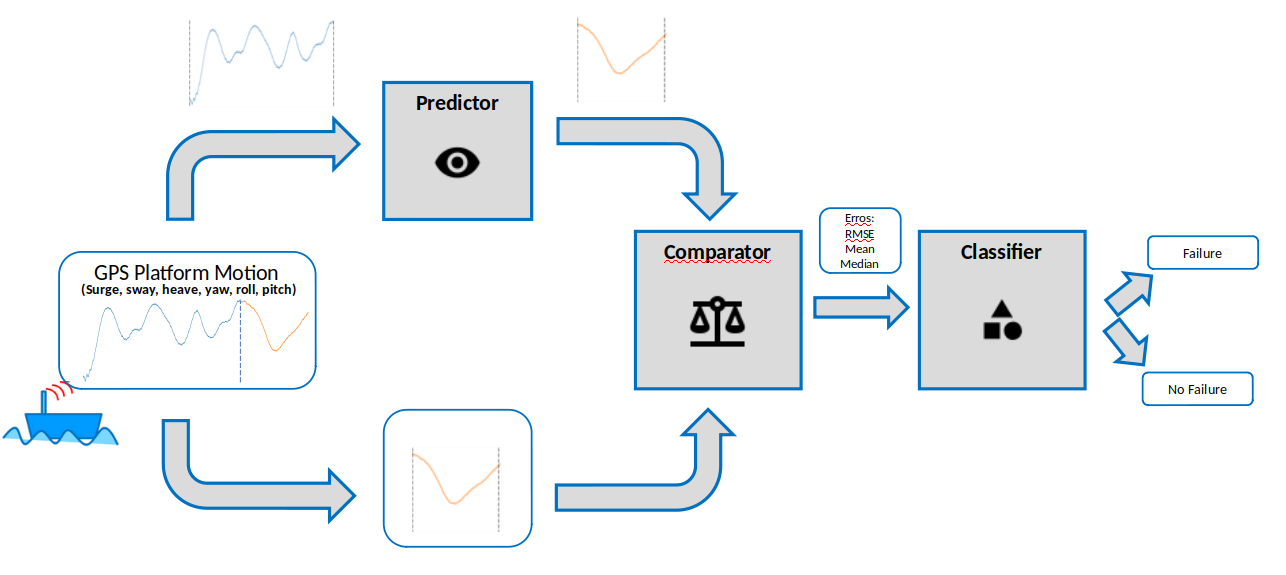 Predictor
GPS Platform Motion
(Surge, sway, heave, yaw, roll, pitch)
Comparator
Erros:
RMSE
Mean
Median
Classifier
Failure
No Failure